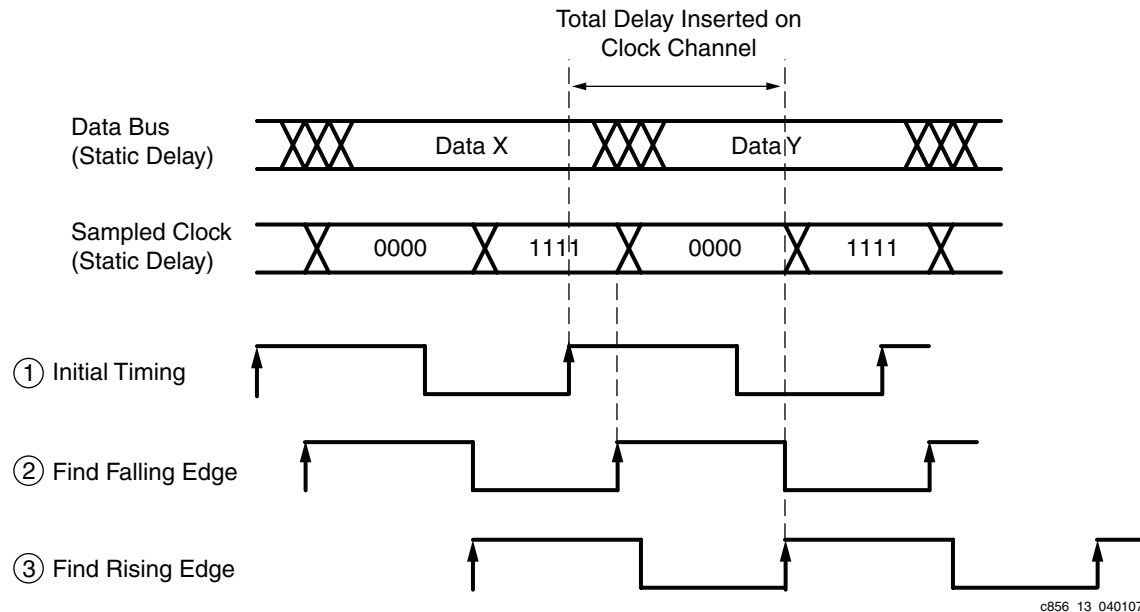 Total Delay Inserted on
Clock Channel
Data Bus
(Static Delay)
Data X
Data Y
Sampled Clock
(Static Delay)
0000
1111
0000
1111
1 Initial Timing
2 Find Falling Edge
3 Find Rising Edge
c856_13_040107